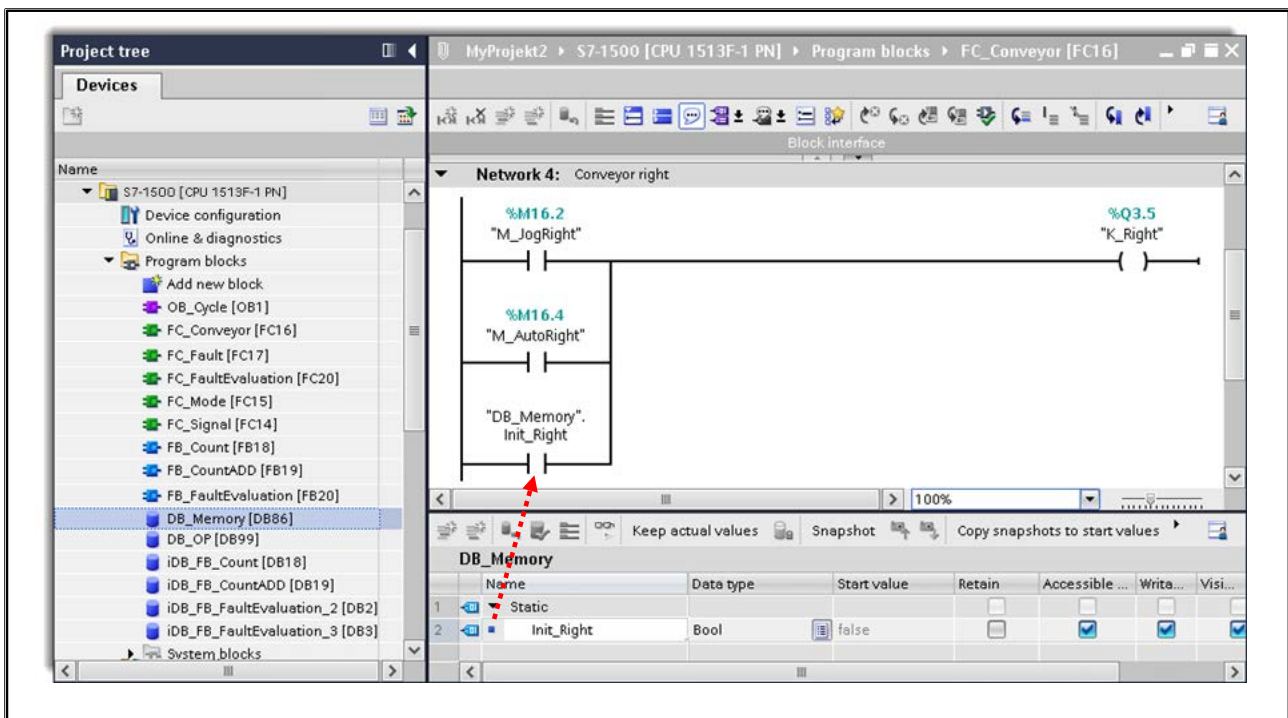 Project tree
Devices
Name
S7-1500 [CPU 1513F-1 PN]
Device configuration
Online & diagnostics
Program blocks
Add new block
OB_Cycle [OB1]
FC_Conveyor [FC16]
FC_Fault [FC17]
FC_FaultEvaluation [FC20]
FC_Mode [FC15]
FC_Signal [FC14]
FB_Count [FB18]
FB_CountADD [FB19]
FB_FaultEvaluation [FB20]
DB_Memory [DB86]
DB_OP [DB99]
iDB_FB_Count [DB18]
iDB_FB_CountADD [DB19]
iDB_FB_FaultEvaluation_2 [DB2]
iDB_FB_FaultEvaluation_3 [DB3]
System blocks
MyProjekt2 ▸ S7-1500 [CPU 1513F-1 PN] ▸ Program blocks ▸ FC_Conveyor [FC16]
Block interface
Network 4: Conveyor right
%M16.2
"M_JogRight"
%Q3.5
"K_Right"
%M16.4
"M_AutoRight"
"DB_Memory".
Init_Right
100%
Keep actual values Snapshot Copy snapshots to start values
DB_Memory
Name Data type Start value Retain Accessible ... Writa... Visi...
1 Static
2 Init_Right Bool false